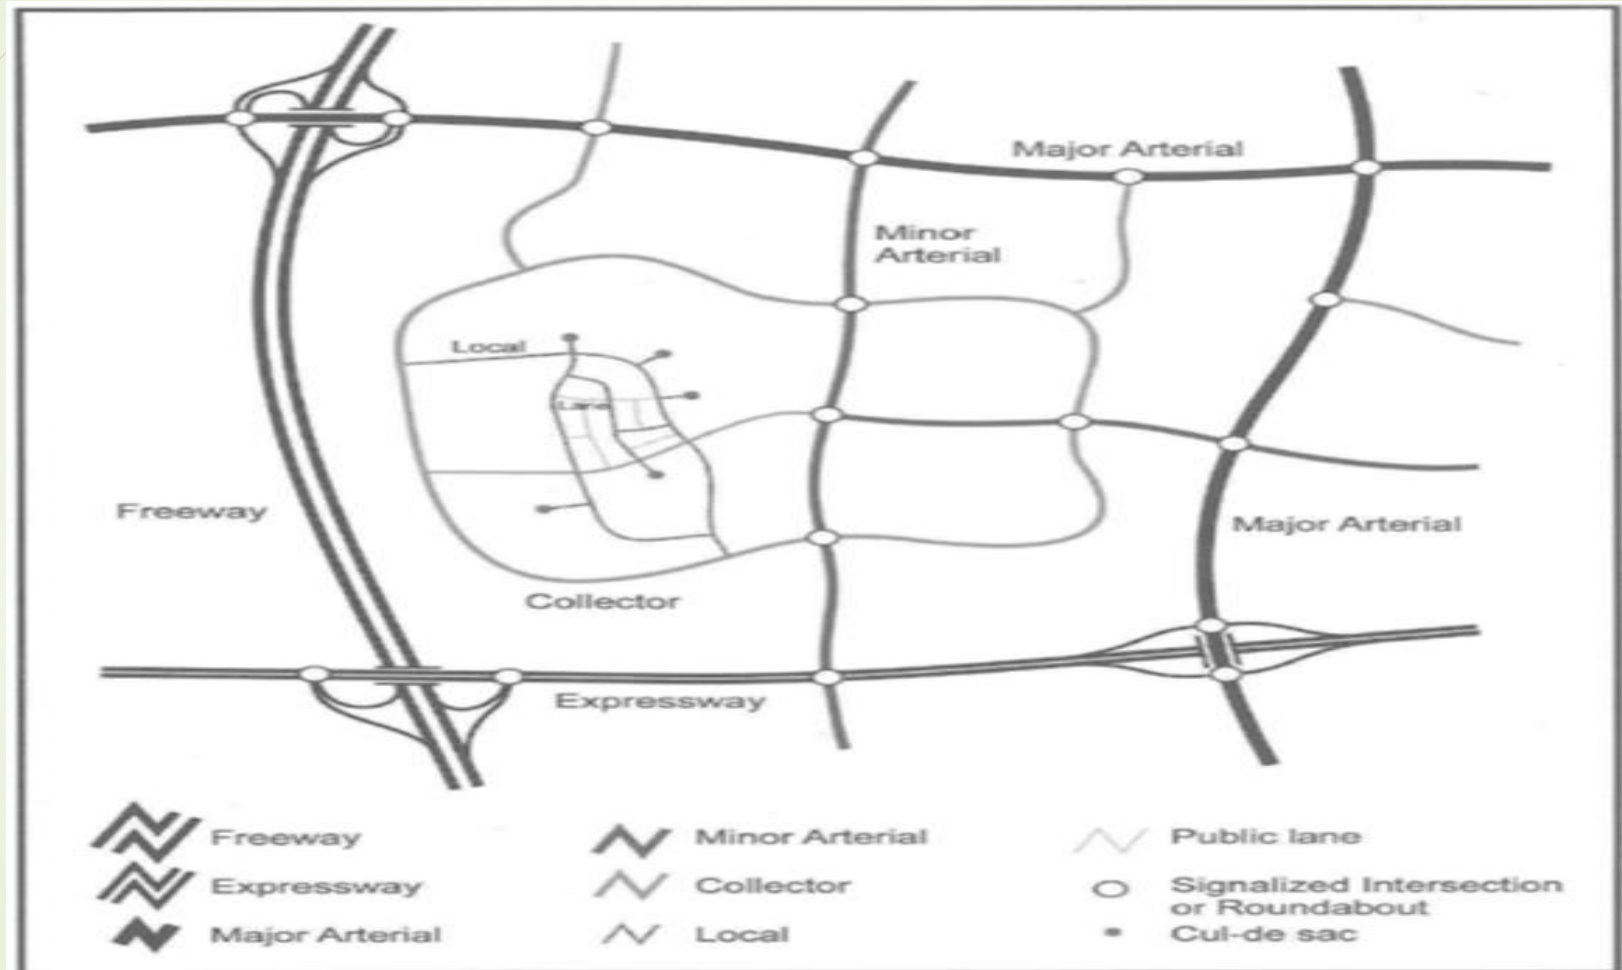 Major Arterial
Minor
Arterial
Local
Lane
Freeway
Major Arterial
Collector
Expressway
Freeway
Expressway
Major Arterial
Minor Arterial
Collector
Local
Public lane
Signalized Intersection
or Roundabout
Cul-de sac